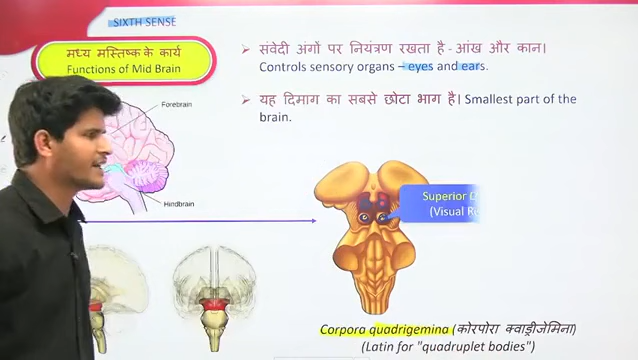 SIXTH SENSE
मध्य मस्तिष्क के कार्य
Functions of Mid Brain
➢ संवेदी अंगों पर नियंत्रण रखता है - आंख और कान।
Controls sensory organs – eyes and ears.
➢ यह दिमाग का सबसे छोटा भाग है। Smallest part of the
brain.
Forebrain
Hindbrain
Superior
(Visual
Corpora quadrigemina (कोरपोरा क्वाड्रीजेमिना)
(Latin for "quadruplet bodies")